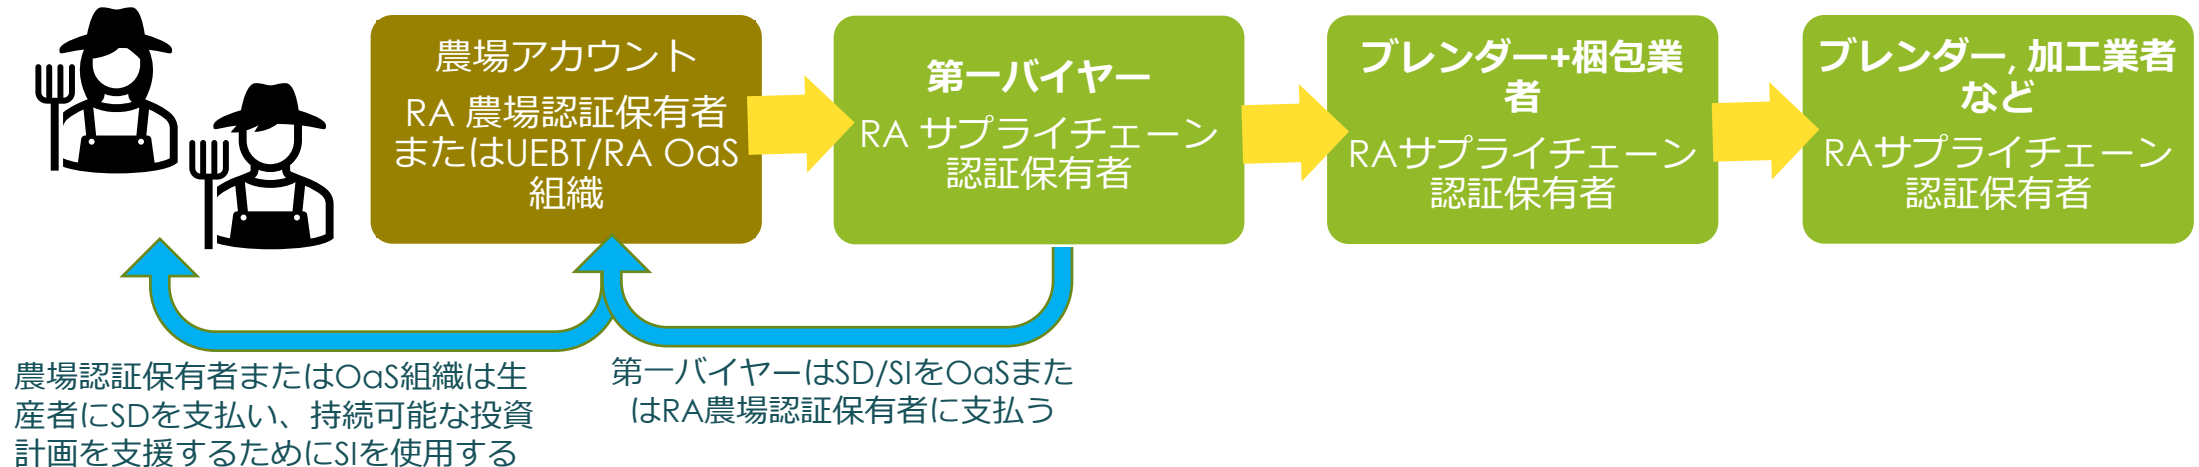 農場アカウント
RA 農場認証保有者
またはUEBT/RA OaS
組織
第一バイヤー
RA サプライチェーン
認証保有者
ブレンダー+梱包業
者
RAサプライチェーン
認証保有者
ブレンダー, 加工業者
など
RAサプライチェーン
認証保有者
農場認証保有者またはOaS組織は生
産者にSDを支払い、持続可能な投資
計画を支援するためにSIを使用する
第一バイヤーはSD/SIをOaSまた
はRA農場認証保有者に支払う